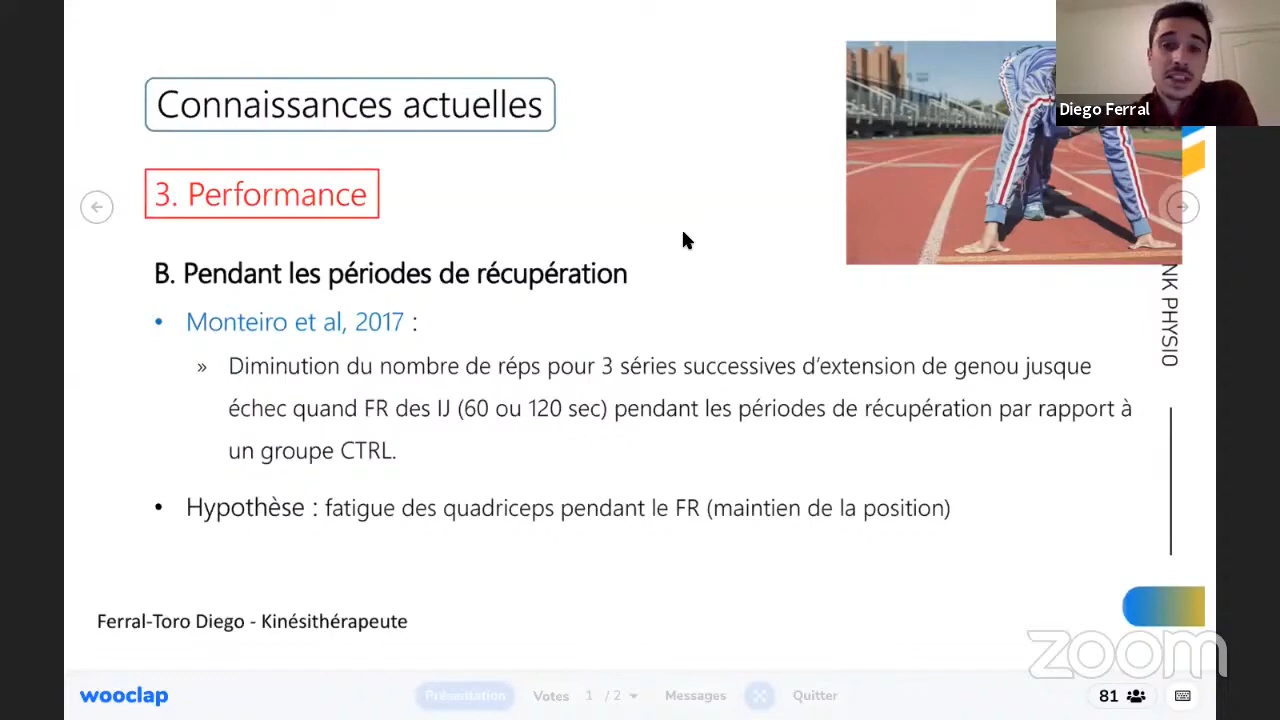 Connaissances actuelles
Diego Ferral
3. Performance
B. Pendant les périodes de récupération
• Monteiro et al, 2017 :
» Diminution du nombre de réps pour 3 séries successives d'extension de genou jusque
échec quand FR des IJ (60 ou 120 sec) pendant les périodes de récupération par rapport à
un groupe CTRL.
• Hypothèse : fatigue des quadriceps pendant le FR (maintien de la position)
NK PHYSIO
Ferral-Toro Diego - Kinésithérapeute
zoom
wooclap
Présentation Votes 1 / 2 Messages Quitter
81